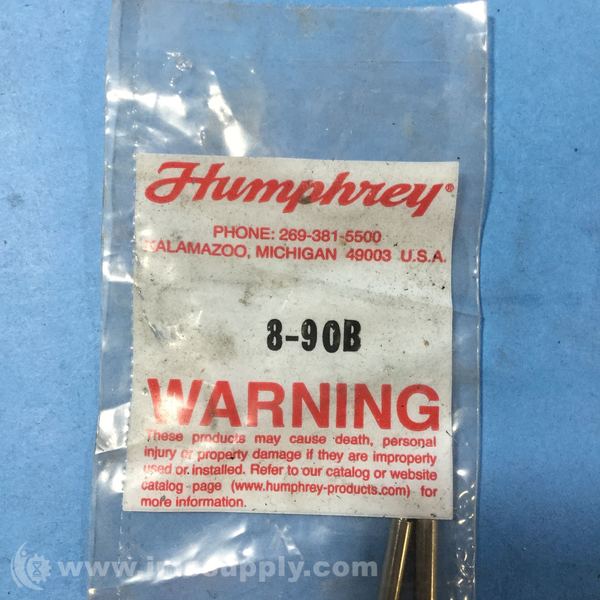 Humphrey®
PHONE: 269-381-5500
KALAMAZOO, MICHIGAN 49003 U.S.A.
8-90B
WARNING
These products may cause death, personal
injury or property damage if they are improperly
used or installed. Refer to our catalog or website
catalog page (www.humphrey-products.com) for
more information.